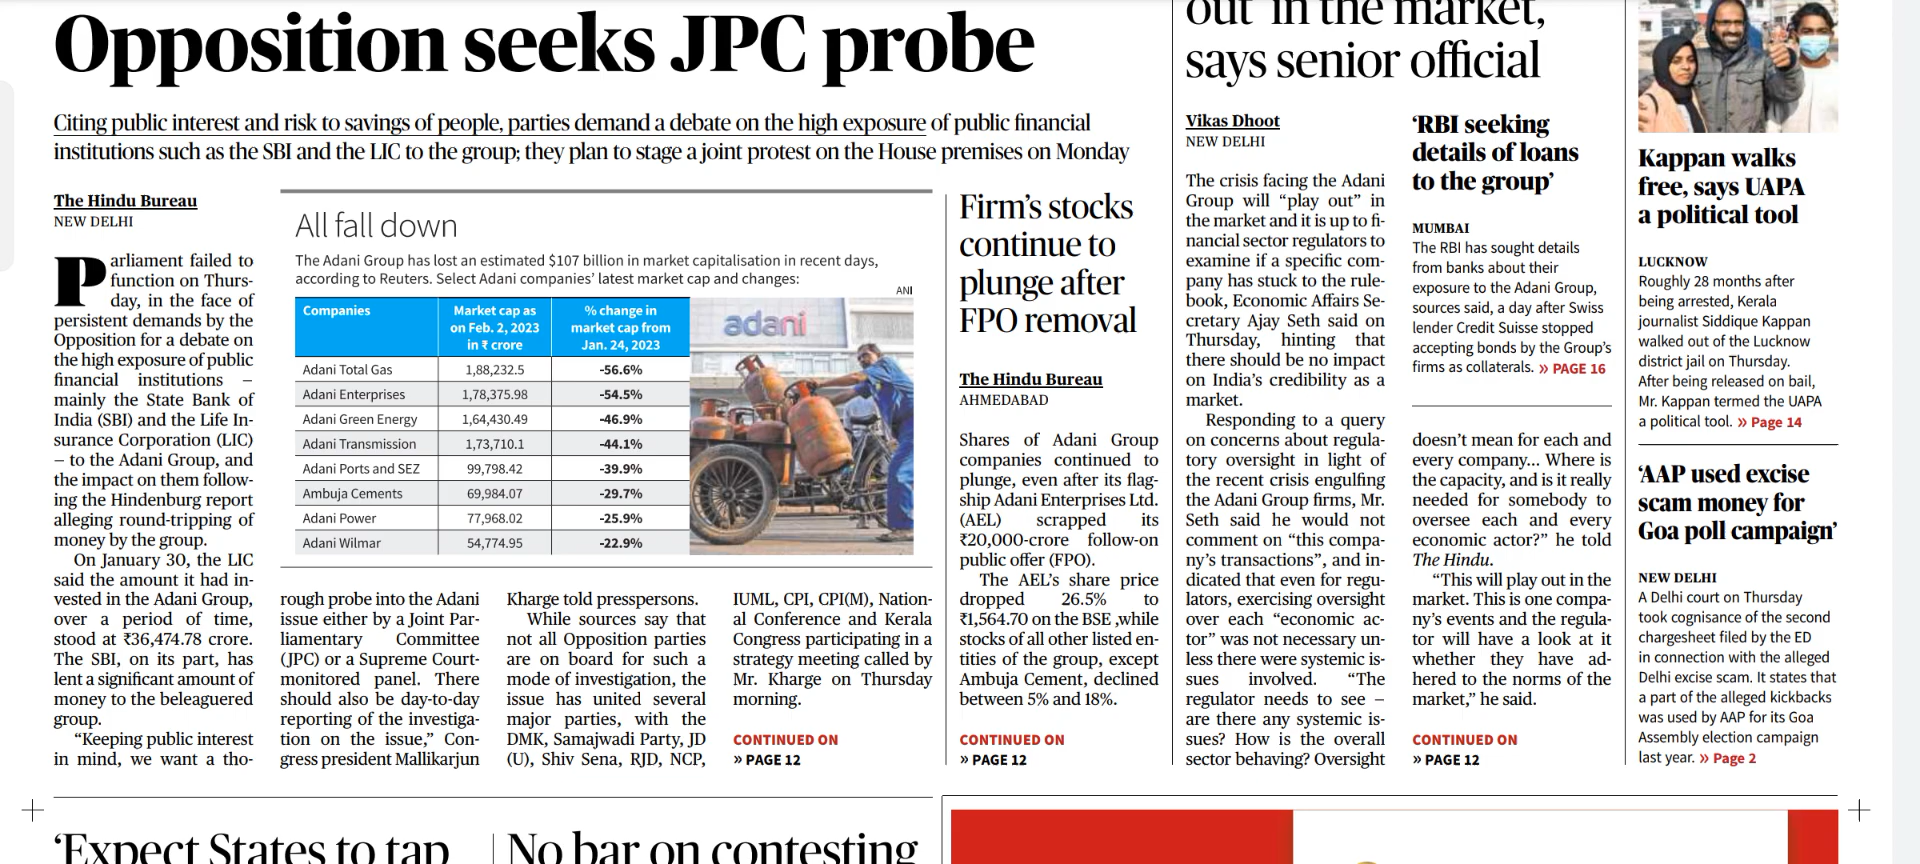 Opposition seeks JPC probe
Citing public interest and risk to savings of people, parties demand a debate on the high exposure of public financial
institutions such as the SBI and the LIC to the group; they plan to stage a joint protest on the House premises on Monday
The Hindu Bureau
NEW DELHI
Parliament failed to
function on Thurs-
day, in the face of
persistent demands by the
Opposition for a debate on
the high exposure of public
financial institutions –
mainly the State Bank of
India (SBI) and the Life In-
surance Corporation (LIC)
– to the Adani Group, and
the impact on them follow-
ing the Hindenburg report
alleging round-tripping of
money by the group.
On January 30, the LIC
said the amount it had in-
vested in the Adani Group,
over a period of time,
stood at ₹36,474.78 crore.
The SBI, on its part, has
lent a significant amount of
money to the beleaguered
group.
“Keeping public interest
in mind, we want a tho-
rough probe into the Adani
issue either by a Joint Par-
liamentary Committee
(JPC) or a Supreme Court-
monitored panel. There
should also be day-to-day
reporting of the investiga-
tion on the issue,” Con-
gress president Mallikarjun
Kharge told presspersons.
While sources say that
not all Opposition parties
are on board for such a
mode of investigation, the
issue has united several
major parties, with the
DMK, Samajwadi Party, JD
(U), Shiv Sena, RJD, NCP,
IUML, CPI, CPI(M), Nation-
al Conference and Kerala
Congress participating in a
strategy meeting called by
Mr. Kharge on Thursday
morning.
CONTINUED ON
» PAGE 12
All fall down
The Adani Group has lost an estimated $107 billion in market capitalisation in recent days,
according to Reuters. Select Adani companies’ latest market cap and changes:
ANI
Companies
Market cap as
on Feb. 2, 2023
in ₹ crore
% change in
market cap from
Jan. 24, 2023
Adani Total Gas 1,88,232.5 -56.6%
Adani Enterprises 1,78,375.98 -54.5%
Adani Green Energy 1,64,430.49 -46.9%
Adani Transmission 1,73,710.1 -44.1%
Adani Ports and SEZ 99,798.42 -39.9%
Ambuja Cements 69,984.07 -29.7%
Adani Power 77,968.02 -25.9%
Adani Wilmar 54,774.95 -22.9%
adani
Firm’s stocks
continue to
plunge after
FPO removal
The Hindu Bureau
AHMEDABAD
Shares of Adani Group
companies continued to
plunge, even after its flag-
ship Adani Enterprises Ltd.
(AEL) scrapped its
₹20,000-crore follow-on
public offer (FPO).
The AEL’s share price
dropped 26.5% to
₹1,564.70 on the BSE ,while
stocks of all other listed en-
tities of the group, except
Ambuja Cement, declined
between 5% and 18%.
CONTINUED ON
» PAGE 12
out’ in the market,
says senior official
Vikas Dhoot
NEW DELHI
The crisis facing the Adani
Group will “play out” in
the market and it is up to fi-
nancial sector regulators to
examine if a specific com-
pany has stuck to the rule-
book, Economic Affairs Se-
cretary Ajay Seth said on
Thursday, hinting that
there should be no impact
on India’s credibility as a
market.
Responding to a query
on concerns about regula-
tory oversight in light of
the recent crisis engulfing
the Adani Group firms, Mr.
Seth said he would not
comment on “this compa-
ny’s transactions”, and in-
dicated that even for regu-
lators, exercising oversight
over each “economic ac-
tor” was not necessary un-
less there were systemic is-
sues involved. “The
regulator needs to see –
are there any systemic is-
sues? How is the overall
sector behaving? Oversight
‘RBI seeking
details of loans
to the group’
MUMBAI
The RBI has sought details
from banks about their
exposure to the Adani Group,
sources said, a day after Swiss
lender Credit Suisse stopped
accepting bonds by the Group’s
firms as collaterals. » PAGE 16
doesn’t mean for each and
every company... Where is
the capacity, and is it really
needed for somebody to
oversee each and every
economic actor?” he told
The Hindu.
“This will play out in the
market. This is one compa-
ny’s events and the regula-
tor will have a look at it
whether they have ad-
hered to the norms of the
market,” he said.
CONTINUED ON
» PAGE 12
Kappan walks
free, says UAPA
a political tool
LUCKNOW
Roughly 28 months after
being arrested, Kerala
journalist Siddique Kappan
walked out of the Lucknow
district jail on Thursday.
After being released on bail,
Mr. Kappan termed the UAPA
a political tool. » Page 14
‘AAP used excise
scam money for
Goa poll campaign’
NEW DELHI
A Delhi court on Thursday
took cognisance of the second
chargesheet filed by the ED
in connection with the alleged
Delhi excise scam. It states that
a part of the alleged kickbacks
was used by AAP for its Goa
Assembly election campaign
last year. » Page 2
‘Expect States to tap
No bar on contesting